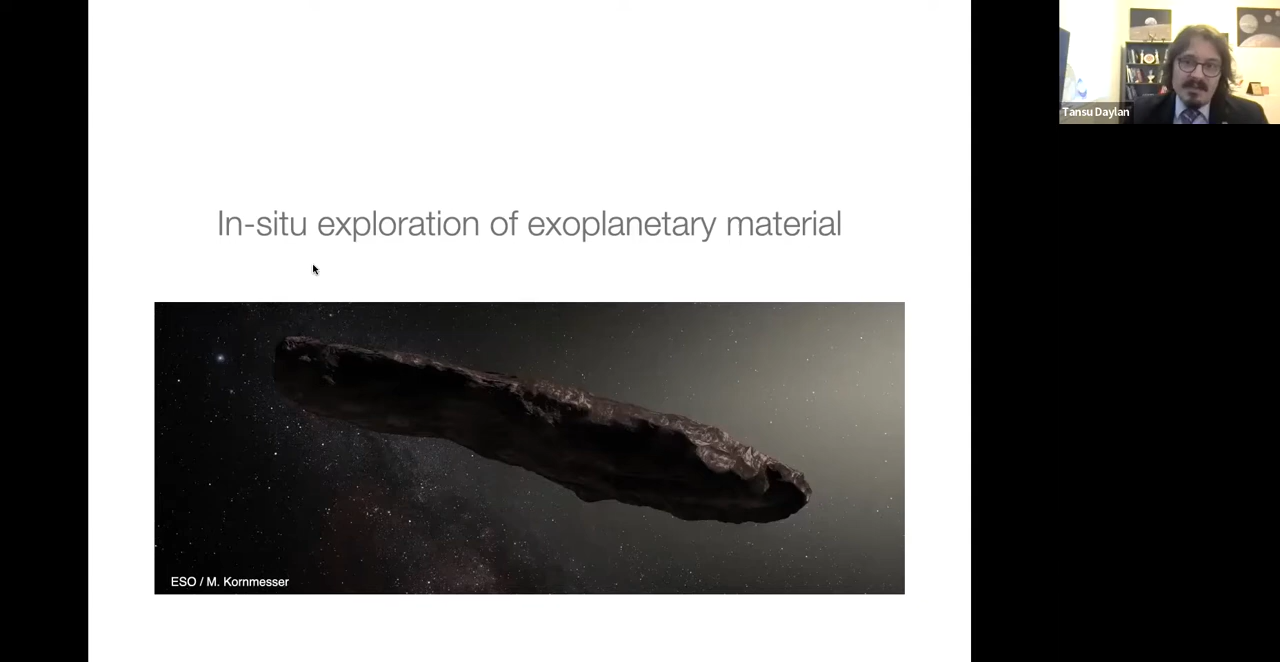 In-situ exploration of exoplanetary material
ESO / M. Kornmesser
Tansu Daylan